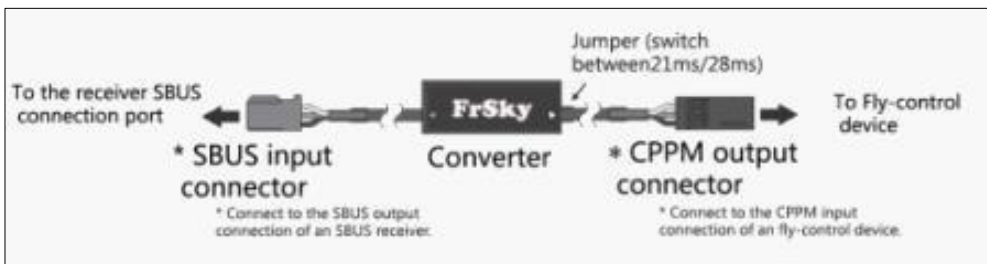 Jumper (switch
between21ms/28ms)
To the receiver SBUS
connection port
FrSky
To Fly-control
device
* SBUS input
connector
Converter
* CPPM output
connector
* Connect to the SBUS output
connection of an SBUS receiver.
* Connect to the CPPM input
connection of an fly-control device.